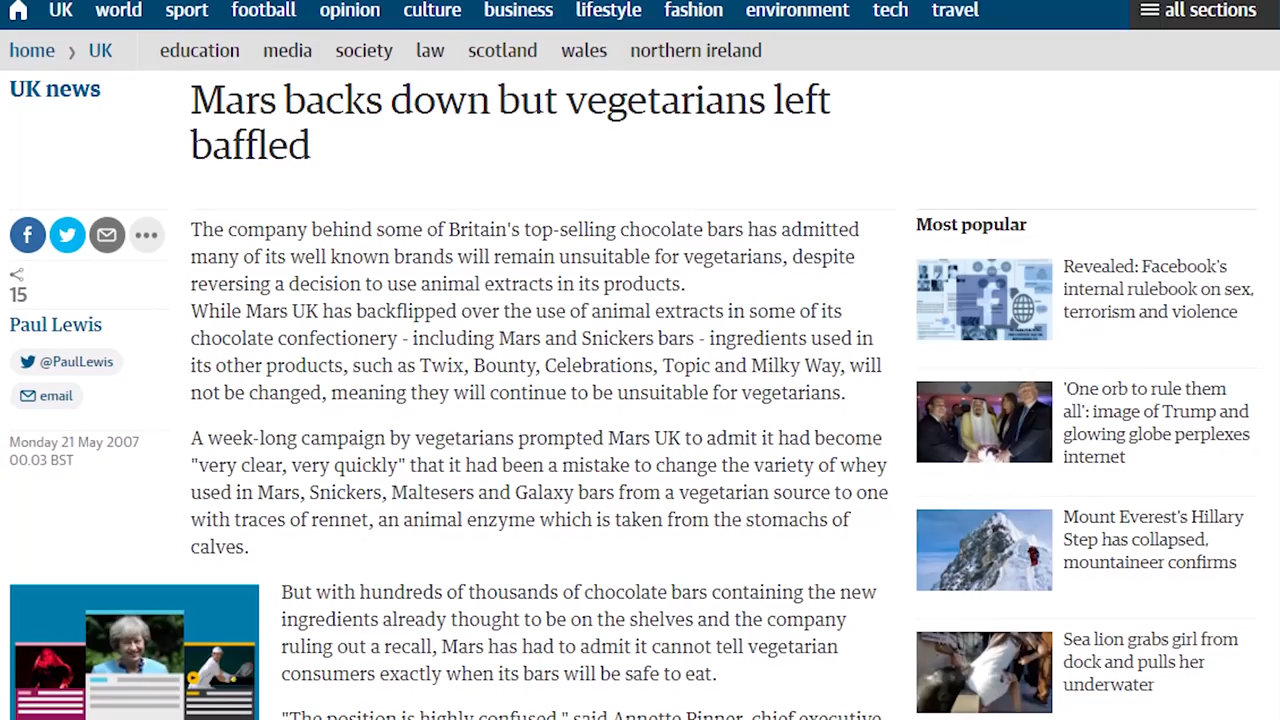 UK world sport football opinion culture business lifestyle fashion environment tech travel all sections
home UK education media society law scotland wales northern ireland
UK news
Mars backs down but vegetarians left
baffled
15
Paul Lewis
@PaulLewis
email
Monday 21 May 2007
00.03 BST
The company behind some of Britain's top-selling chocolate bars has admitted
many of its well known brands will remain unsuitable for vegetarians, despite
reversing a decision to use animal extracts in its products.
While Mars UK has backflipped over the use of animal extracts in some of its
chocolate confectionery - including Mars and Snickers bars - ingredients used in
its other products, such as Twix, Bounty, Celebrations, Topic and Milky Way, will
not be changed, meaning they will continue to be unsuitable for vegetarians.
A week-long campaign by vegetarians prompted Mars UK to admit it had become
"very clear, very quickly" that it had been a mistake to change the variety of whey
used in Mars, Snickers, Maltesers and Galaxy bars from a vegetarian source to one
with traces of rennet, an animal enzyme which is taken from the stomachs of
calves.
But with hundreds of thousands of chocolate bars containing the new
ingredients already thought to be on the shelves and the company
ruling out a recall, Mars has had to admit it cannot tell vegetarian
consumers exactly when its bars will be safe to eat.
"The position is highly confused," said Annette Pinner, chief executive
Most popular
Revealed: Facebook's
internal rulebook on sex,
terrorism and violence
'One orb to rule them
all': image of Trump and
glowing globe perplexes
internet
Mount Everest's Hillary
Step has collapsed,
mountaineer confirms
Sea lion grabs girl from
dock and pulls her
underwater